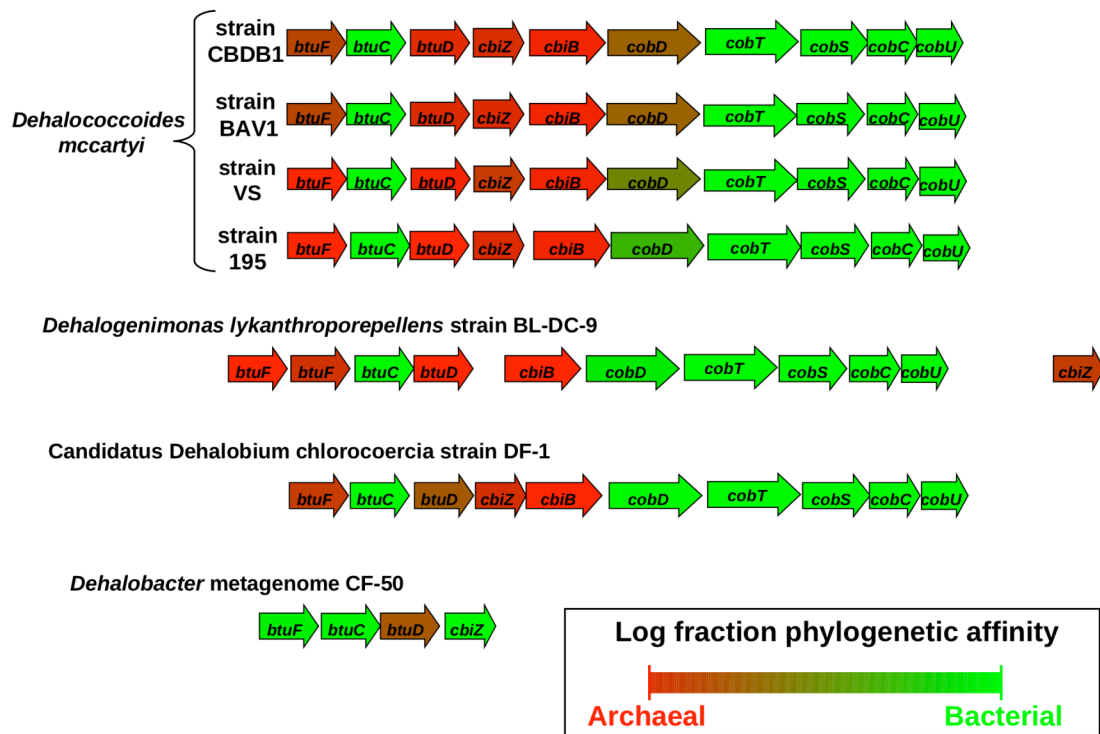 strain
CBDB1
btuF btuC btuD cbiZ cbiB cobD cobT cobS cobC cobU
Dehalococcoides
mccartyi
strain
BAV1
btuF btuC btuD cbiZ cbiB cobD cobT cobS cobC cobU
strain
VS
btuF btuC btuD cbiZ cbiB cobD cobT cobS cobC cobU
strain
195
btuF btuC btuD cbiZ cbiB cobD cobT cobS cobC cobU
Dehalogenimonas lykanthroporepellens strain BL-DC-9
btuF btuF btuC btuD cbiB cobD cobT cobS cobC cobU cbiZ
Candidatus Dehalobium chlorocoercia strain DF-1
btuF btuC btuD cbiZ cbiB cobD cobT cobS cobC cobU
Dehalobacter metagenome CF-50
btuF btuC btuD cbiZ
Log fraction phylogenetic affinity
Archaeal Bacterial